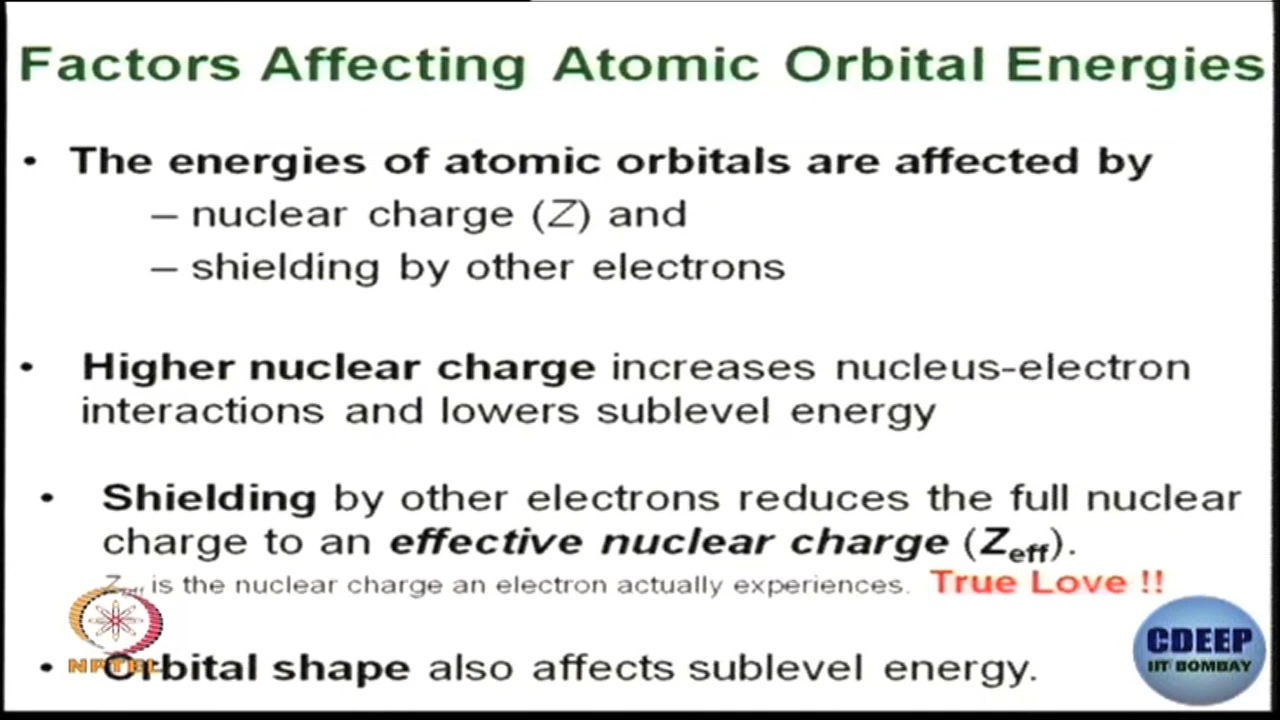 Factors Affecting Atomic Orbital Energies
• The energies of atomic orbitals are affected by
– nuclear charge (Z) and
– shielding by other electrons
• Higher nuclear charge increases nucleus-electron
interactions and lowers sublevel energy
• Shielding by other electrons reduces the full nuclear
charge to an effective nuclear charge (Zeff).
Zeff is the nuclear charge an electron actually experiences. True Love !!
• Orbital shape also affects sublevel energy.
NPTEL
CDEEP
IIT BOMBAY